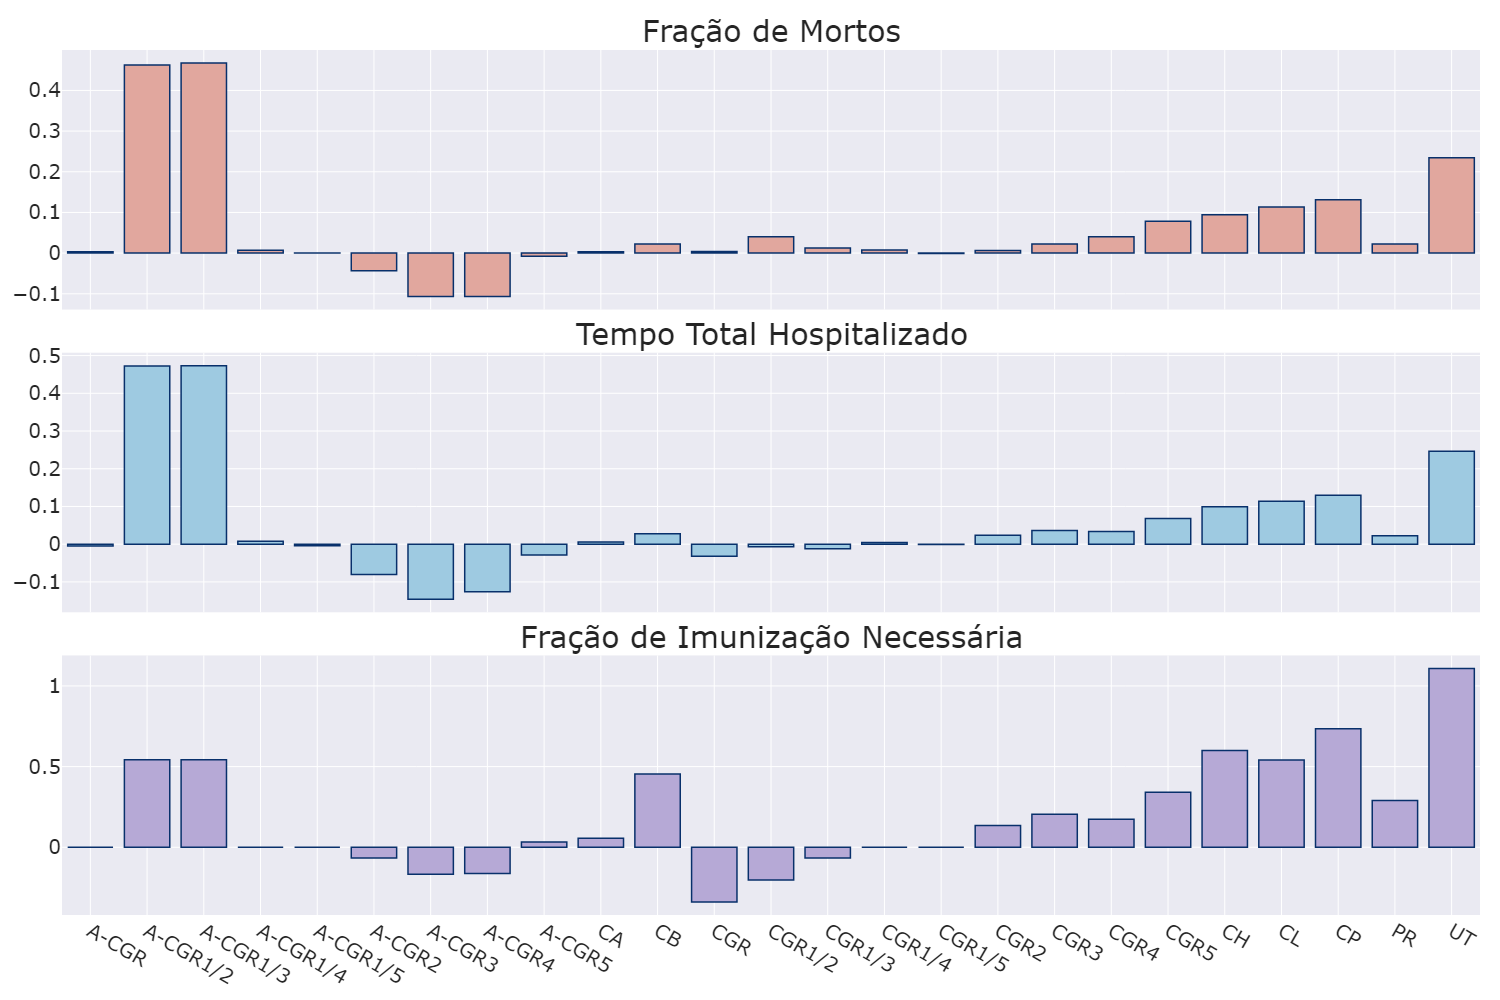 Fração de Mortos
0.4
0.3
0.2
0.1
0
−0.1
Tempo Total Hospitalizado
0.5
0.4
0.3
0.2
0.1
0
−0.1
Fração de Imunização Necessária
1
0.5
0
A-CGR
A-CGR1/2
A-CGR1/3
A-CGR1/4
A-CGR1/5
A-CGR2
A-CGR3
A-CGR4
A-CGR5
CA
CB
CGR
CGR1/2
CGR1/3
CGR1/4
CGR1/5
CGR2
CGR3
CGR4
CGR5
CH
CL
CP
PR
UT